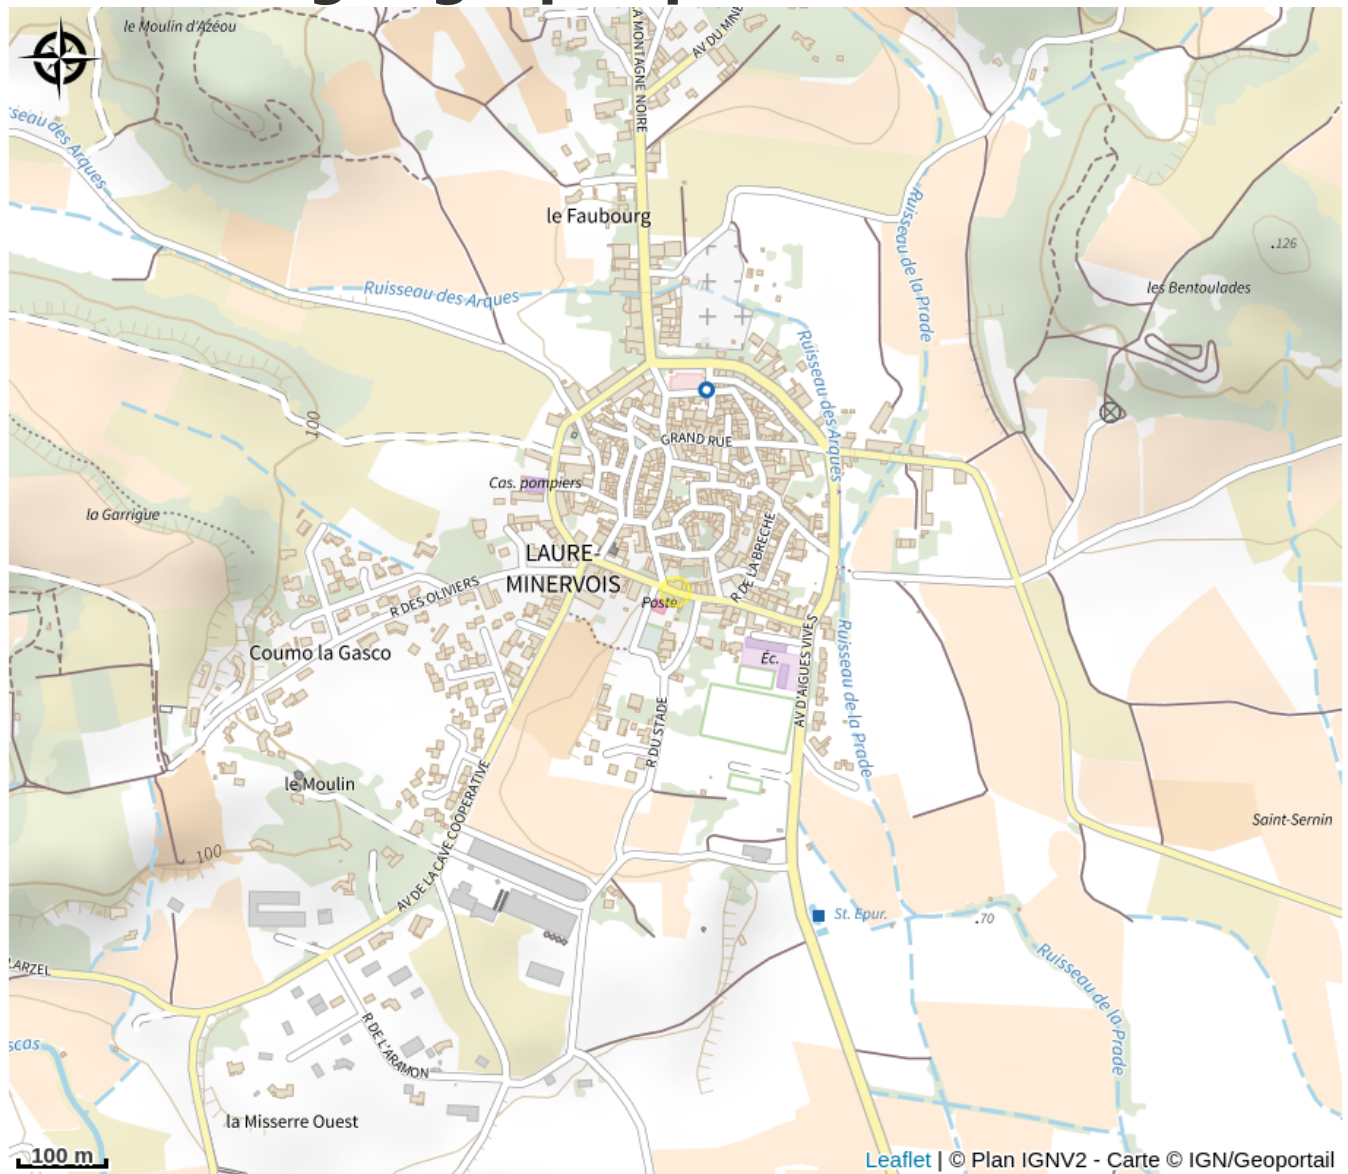 le Moulin d'Azéou
AV DU MINE
LA MONTAGNE NOIRE
Ruisseau des Arques
le Faubourg
Ruisseau de la Prade
.126
les Bentoulades
Ruisseau des Arques
Ruisseau des Arques
100
GRAND RUE
Cas. pompiers
la Garrigue
R DE LA BRECHE
LAURE-
MINERVOIS
Poste
R DES OLIVIERS
Coumo la Gasco
Éc.
AV D'AIGUES VIVES
Ruisseau de la Prade
R DU STADE
le Moulin
AV DE LA CAVE COOPERATIVE
Saint-Sernin
100
St. Epur.
.70
Ruisseau de la Prade
LARZEL
R DE L'ARAMON
scas
la Misserre Ouest
100 m
Leaflet | © Plan IGNV2 - Carte © IGN/Geoportail